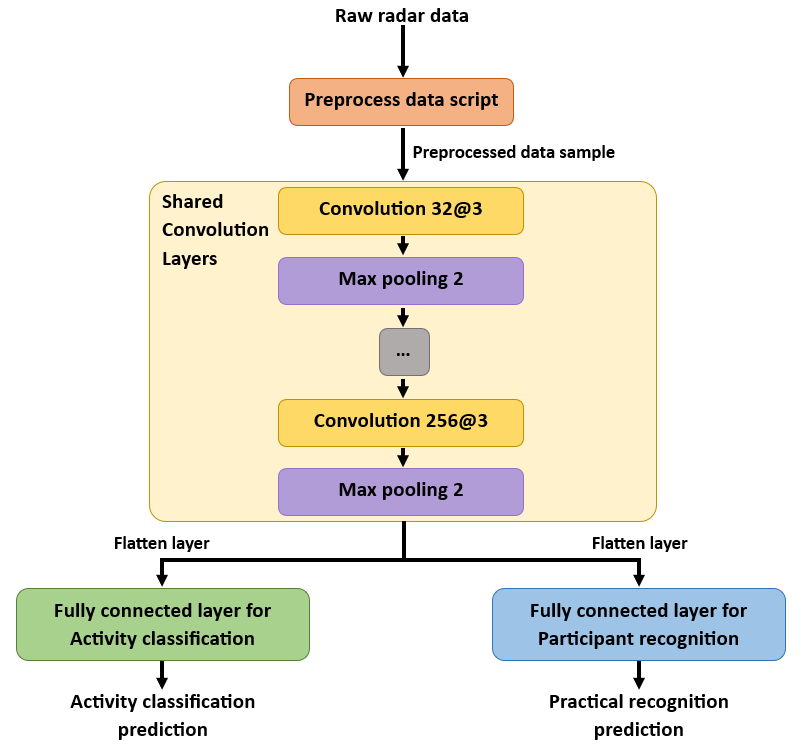 Raw radar data
Preprocess data script
Preprocessed data sample
Shared
Convolution
Layers
Convolution 32@3
Max pooling 2
...
Convolution 256@3
Max pooling 2
Flatten layer
Flatten layer
Fully connected layer for
Activity classification
Fully connected layer for
Participant recognition
Activity classification
prediction
Practical recognition
prediction